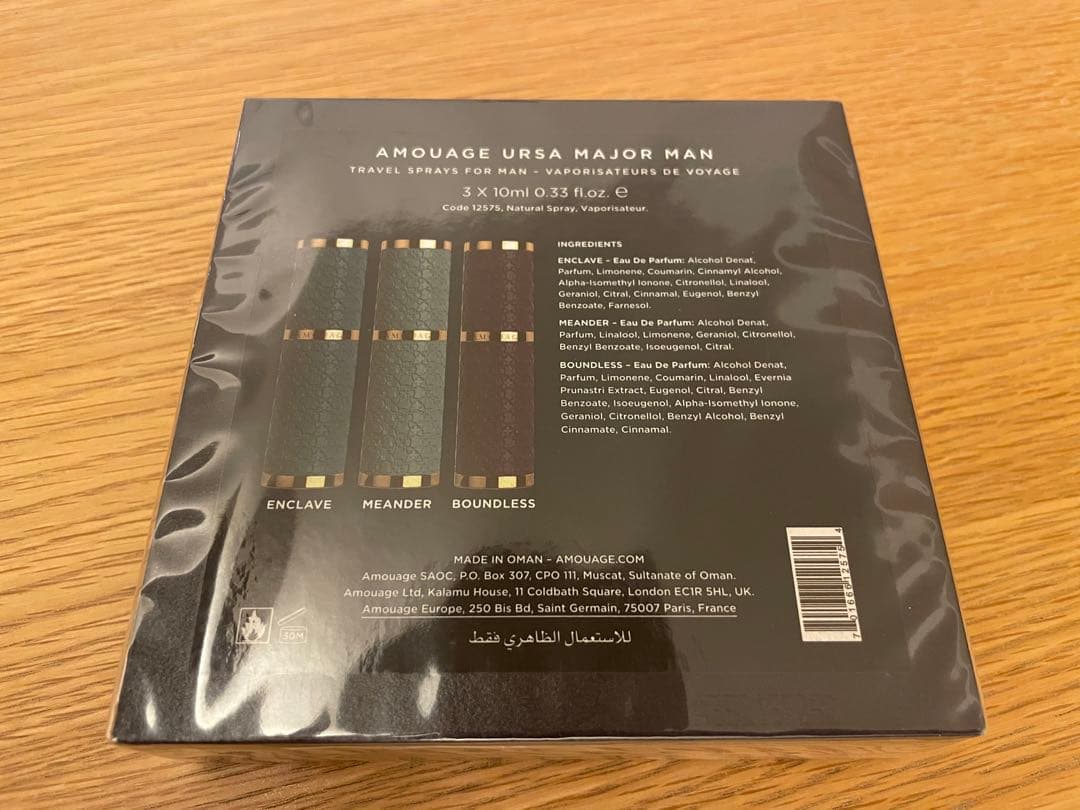 AMOUAGE URSA MAJOR MAN
TRAVEL SPRAYS FOR MAN - VAPORISATEURS DE VOYAGE
3 X 10ml 0.33 fl.oz. ℮
Code 12575, Natural Spray, Vaporisateur.
INGREDIENTS
ENCLAVE - Eau De Parfum: Alcohol Denat,
Parfum, Limonene, Coumarin, Cinnamyl Alcohol,
Alpha-Isomethyl Ionone, Citronellol, Linalool,
Geraniol, Citral, Cinnamal, Eugenol, Benzyl
Benzoate, Farnesol.
MEANDER - Eau De Parfum: Alcohol Denat,
Parfum, Linalool, Limonene, Geraniol, Citronellol,
Benzyl Benzoate, Isoeugenol, Citral.
BOUNDLESS - Eau De Parfum: Alcohol Denat,
Parfum, Limonene, Coumarin, Linalool, Evernia
Prunastri Extract, Eugenol, Citral, Benzyl
Benzoate, Isoeugenol, Alpha-Isomethyl Ionone,
Geraniol, Citronellol, Benzyl Alcohol, Benzyl
Cinnamate, Cinnamal.
ENCLAVE
MEANDER
BOUNDLESS
MADE IN OMAN - AMOUAGE.COM
Amouage SAOC, P.O. Box 307, CPO 111, Muscat, Sultanate of Oman.
Amouage Ltd, Kalamu House, 11 Coldbath Square, London EC1R 5HL, UK.
Amouage Europe, 250 Bis Bd, Saint Germain, 75007 Paris, France
للاستعمال الظاهري فقط
30M
7 01666 12575 4